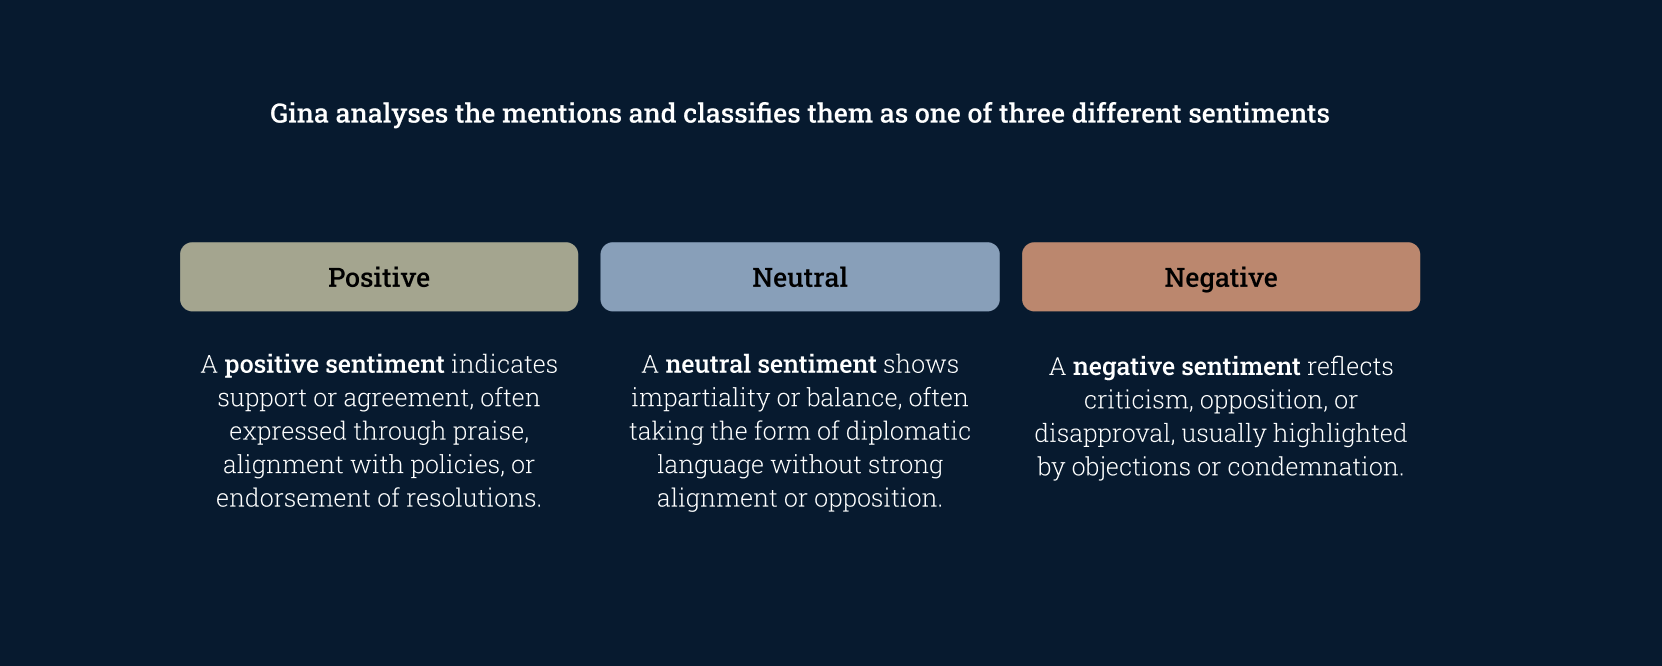 Gina analyses the mentions and classifies them as one of three different sentiments
Positive
A positive sentiment indicates
support or agreement, often
expressed through praise,
alignment with policies, or
endorsement of resolutions.
Neutral
A neutral sentiment shows
impartiality or balance, often
taking the form of diplomatic
language without strong
alignment or opposition.
Negative
A negative sentiment reflects
criticism, opposition, or
disapproval, usually highlighted
by objections or condemnation.